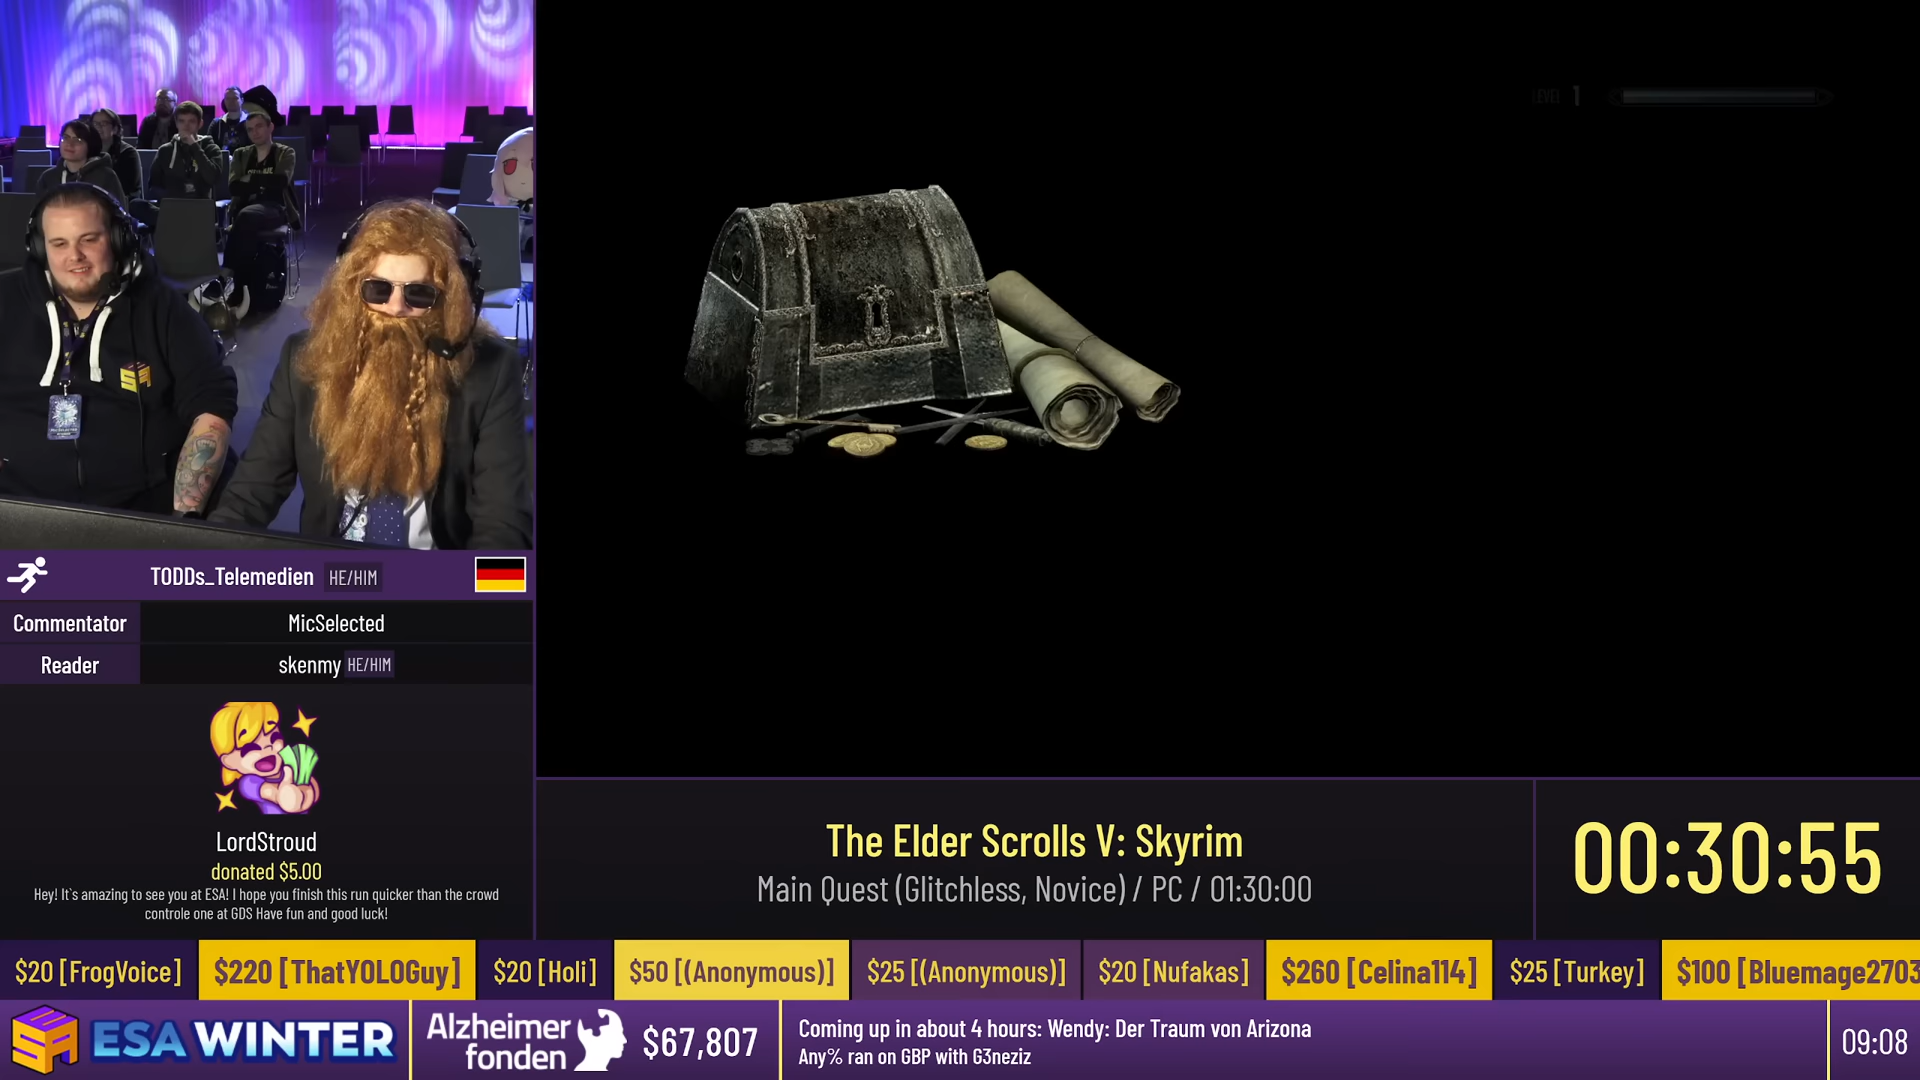 LEVEL 1
TODDs_Telemedien HE/HIM
Commentator MicSelected
Reader skenmy HE/HIM
LordStroud
donated $5.00
Hey! It`s amazing to see you at ESA! I hope you finish this run quicker than the crowd
controle one at GDS Have fun and good luck!
The Elder Scrolls V: Skyrim
Main Quest (Glitchless, Novice) / PC / 01:30:00
00:30:55
$20 [FrogVoice] $220 [ThatYOLOGuy] $20 [Holi] $50 [(Anonymous)] $25 [(Anonymous)] $20 [Nufakas] $260 [Celina114] $25 [Turkey] $100 [Bluemage2703
ESA WINTER
Alzheimer
fonden
$67,807
Coming up in about 4 hours: Wendy: Der Traum von Arizona
Any% ran on GBP with G3neziz
09:08